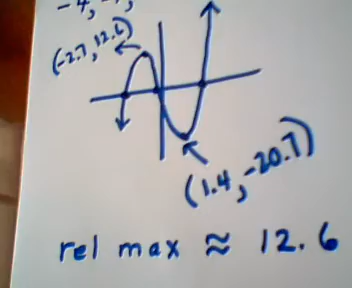 (-2.7, 12.6)
(1.4, -20.7)
rel max ≈ 12.6